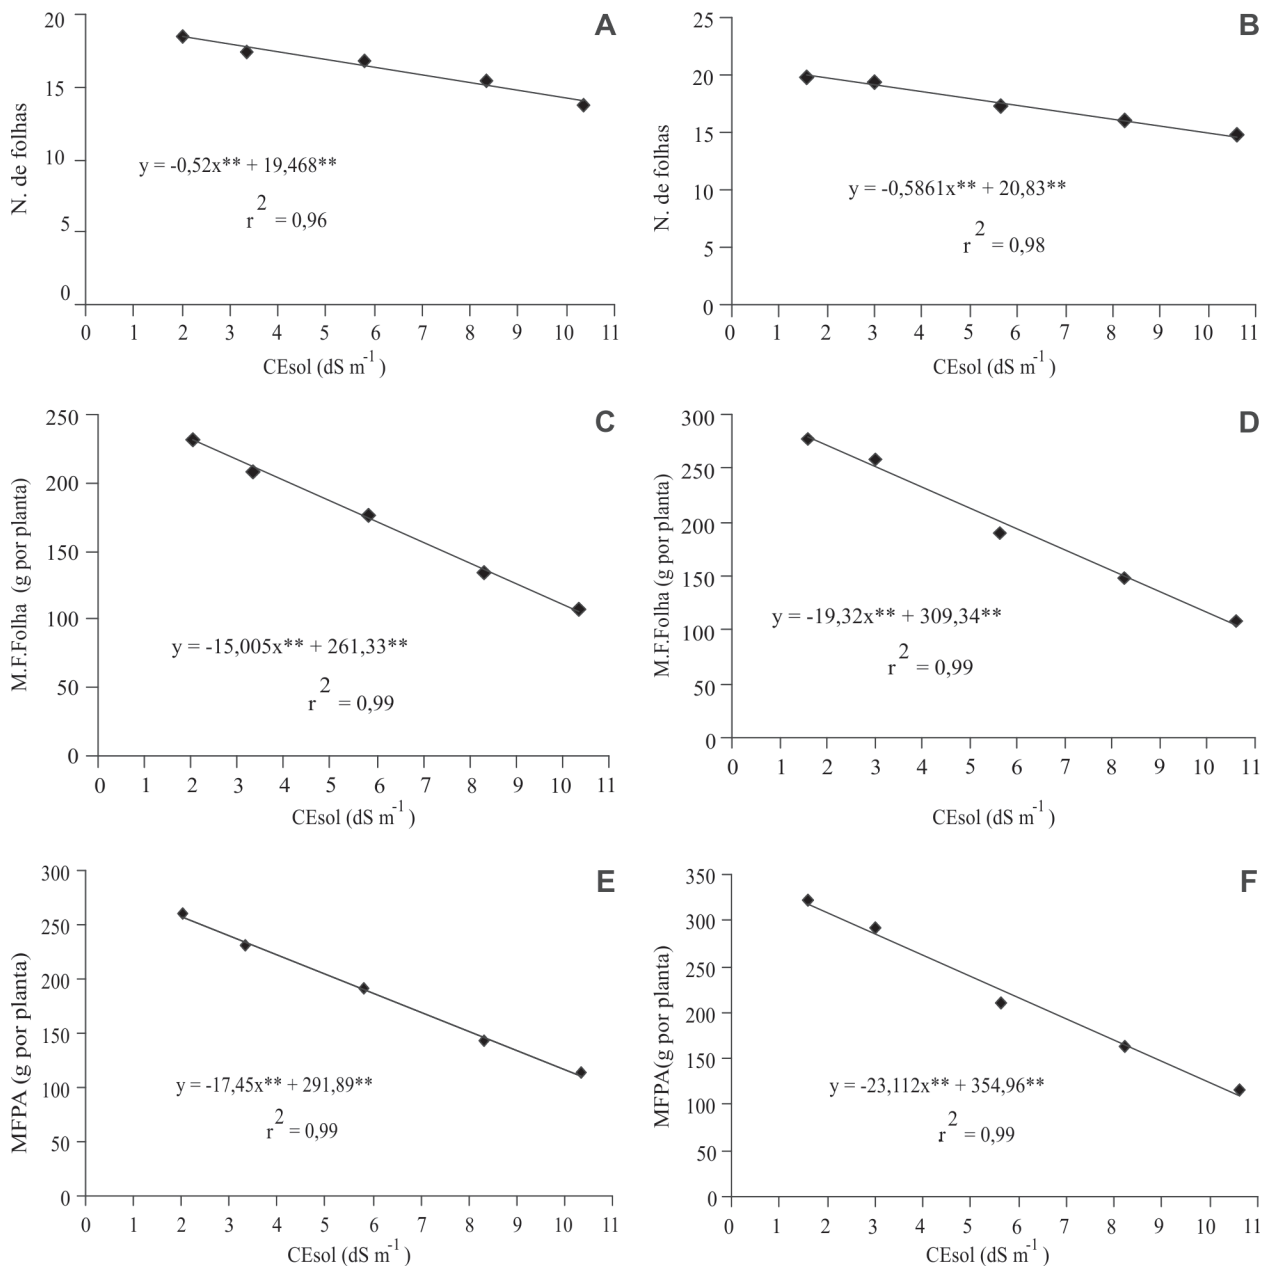 A
20
15
10
5
0
N. de folhas
y = -0,52x** + 19,468**
r2 = 0,96
0 1 2 3 4 5 6 7 8 9 10 11
CEsol (dS m-1)
B
25
20
15
10
5
0
N. de folhas
y = -0,5861x** + 20,83**
r2 = 0,98
0 1 2 3 4 5 6 7 8 9 10 11
CEsol (dS m-1)
C
250
200
150
100
50
0
M.F.Folha (g por planta)
y = -15,005x** + 261,33**
r2 = 0,99
0 1 2 3 4 5 6 7 8 9 10 11
CEsol (dS m-1)
D
300
250
200
150
100
50
0
M.F.Folha (g por planta)
y = -19,32x** + 309,34**
r2 = 0,99
0 1 2 3 4 5 6 7 8 9 10 11
CEsol (dS m-1)
E
300
250
200
150
100
50
0
MFPA (g por planta)
y = -17,45x** + 291,89**
r2 = 0,99
0 1 2 3 4 5 6 7 8 9 10 11
CEsol (dS m-1)
F
350
300
250
200
150
100
50
0
MFPA(g por planta)
y = -23,112x** + 354,96**
r2 = 0,99
0 1 2 3 4 5 6 7 8 9 10 11
CEsol (dS m-1)